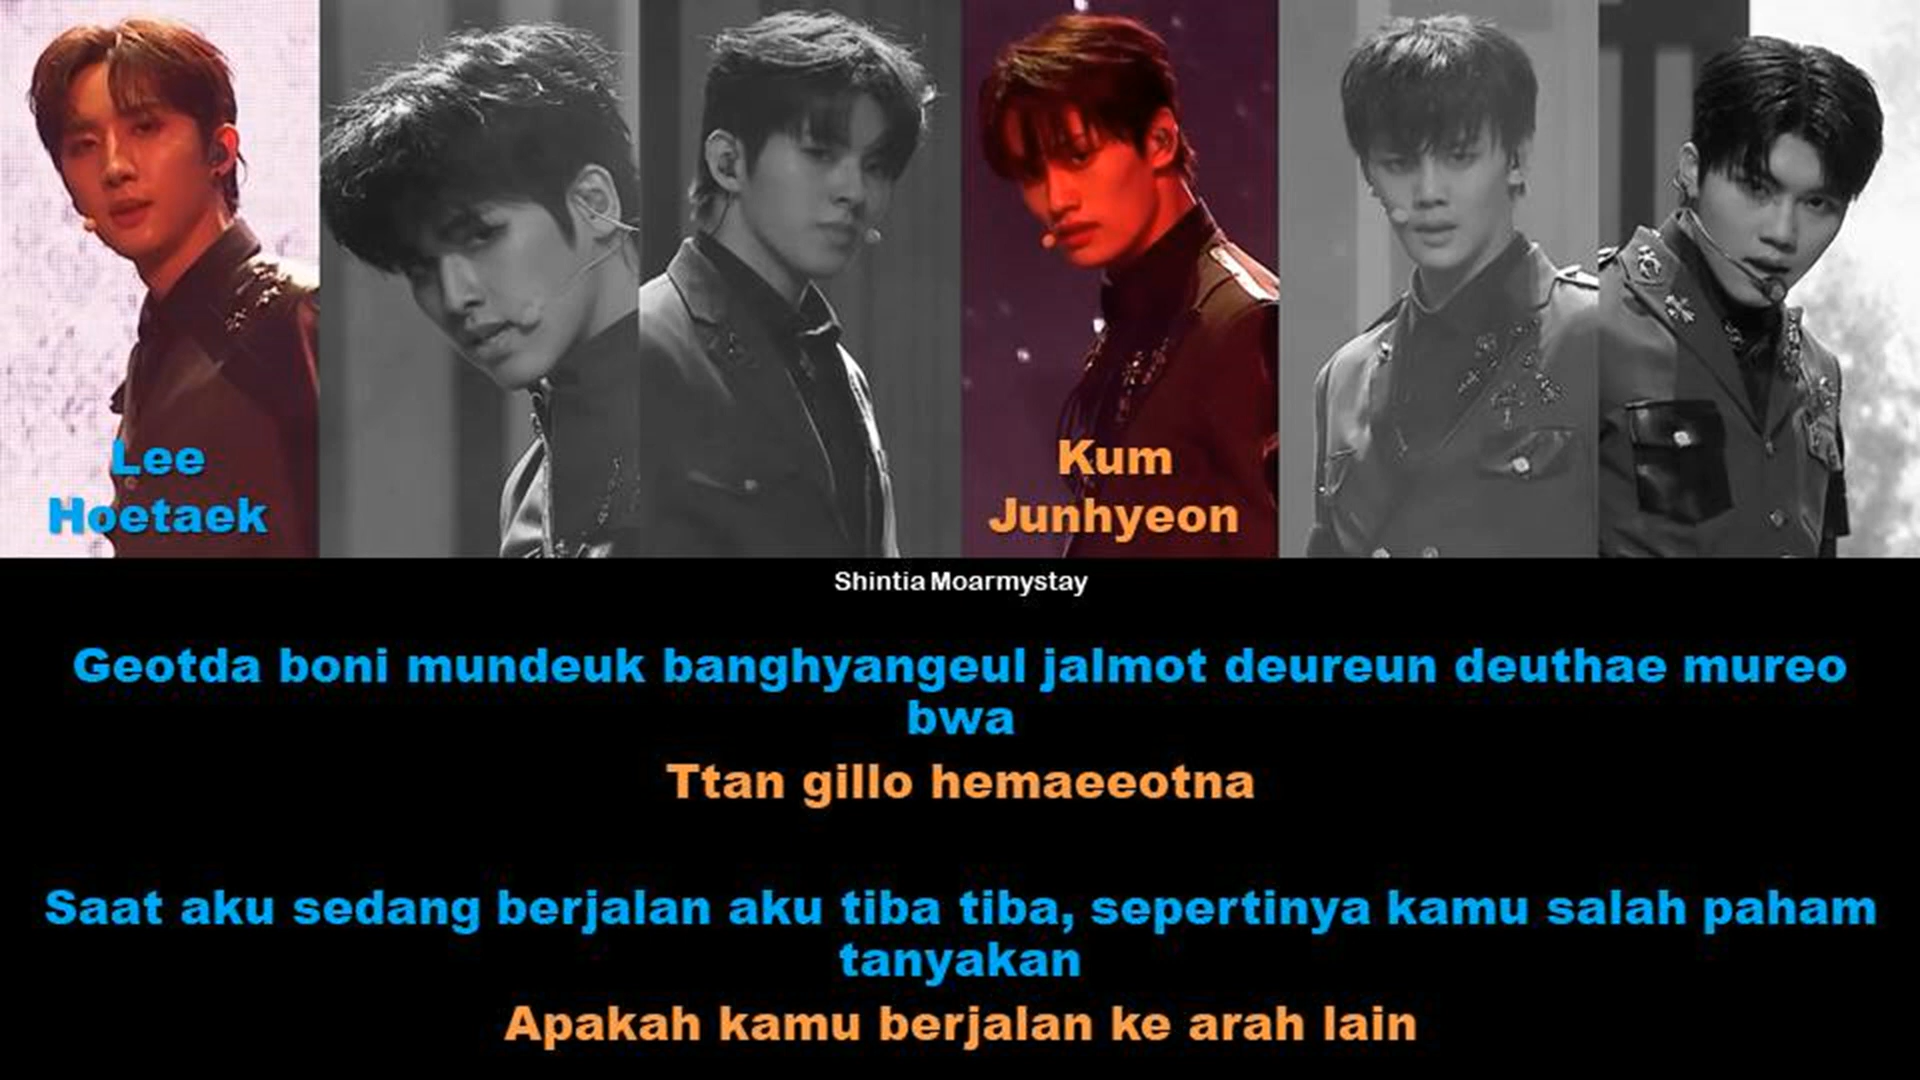 Lee
Hoetaek
Kum
Junhyeon
Shintia Moarmystay
Geotda boni mundeuk banghyangeul jalmot deureun deuthae mureo
bwa
Ttan gillo hemaeeotna
Saat aku sedang berjalan aku tiba tiba, sepertinya kamu salah paham
tanyakan
Apakah kamu berjalan ke arah lain